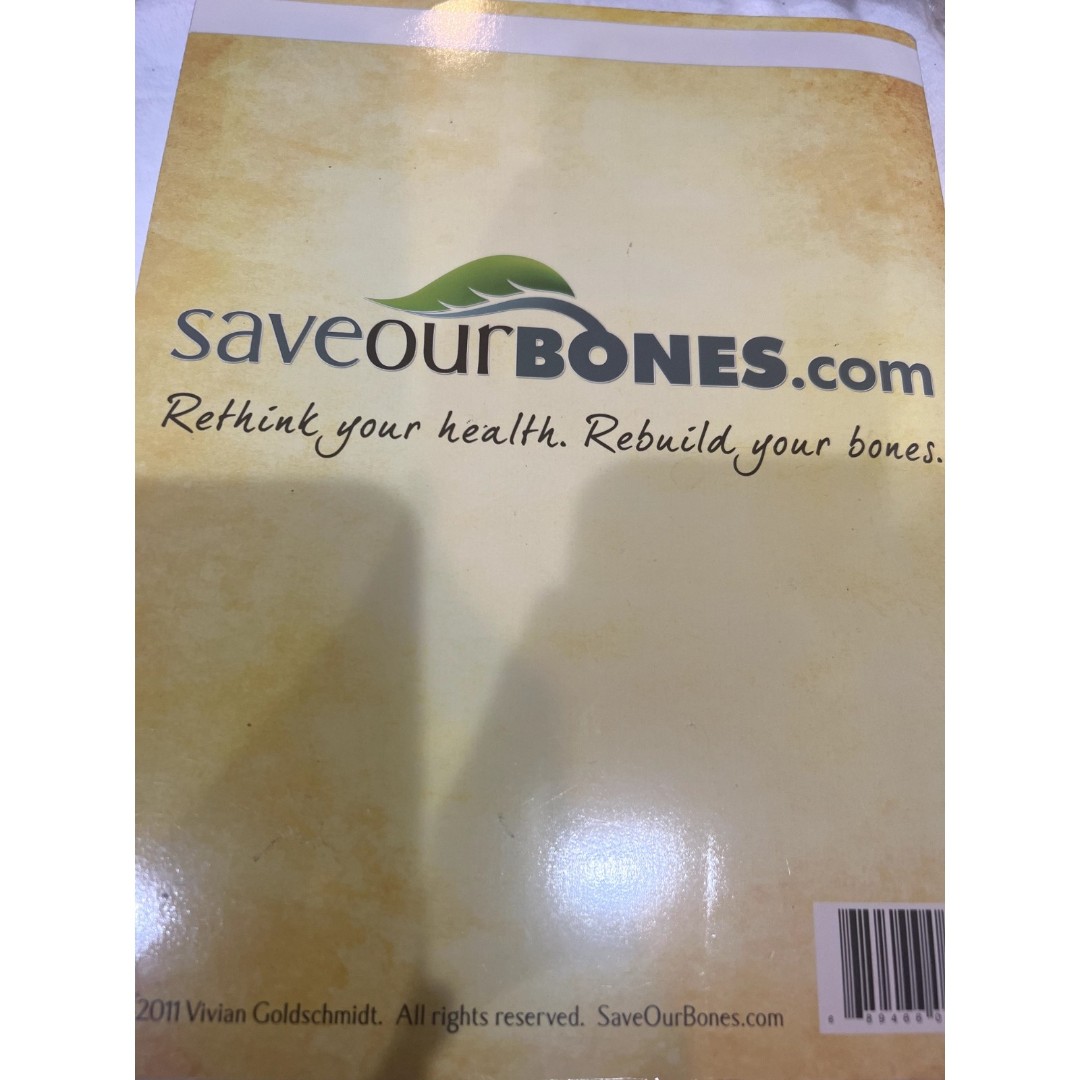 saveourBONES.com
Rethink your health. Rebuild your bones.
2011 Vivian Goldschmidt. All rights reserved. SaveOurBones.com